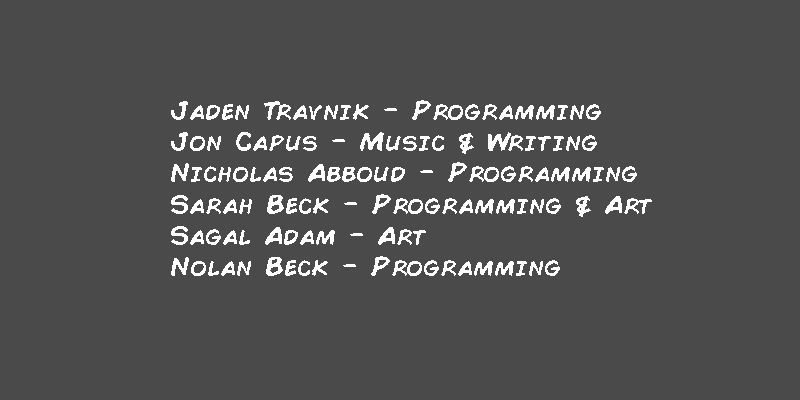 Jaden Travnik - Programming
Jon Capus - Music & Writing
Nicholas Abboud - Programming
Sarah Beck - Programming & Art
Sagal Adam - Art
Nolan Beck - Programming